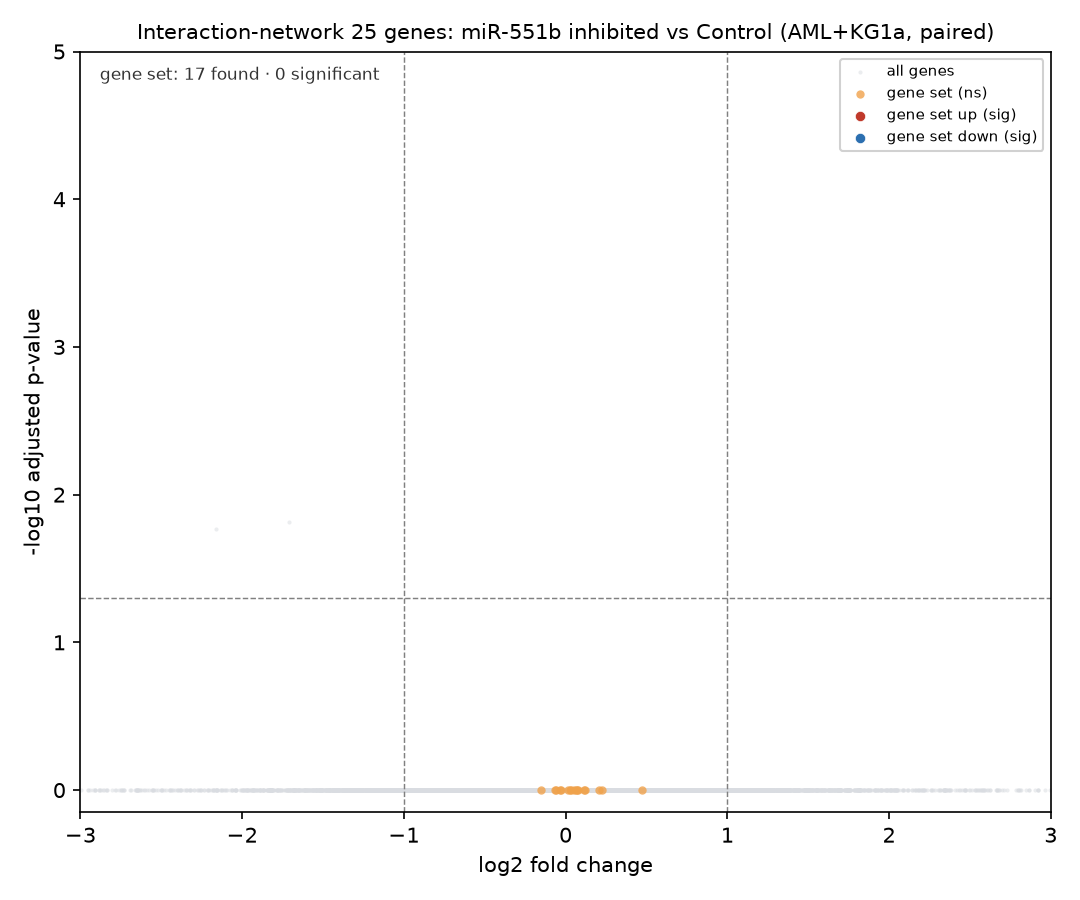 Interaction-network 25 genes: miR-551b inhibited vs Control (AML+KG1a, paired)
gene set: 17 found · 0 significant
all genes
gene set (ns)
gene set up (sig)
gene set down (sig)
-log10 adjusted p-value
5
4
3
2
1
0
−3
−2
−1
0
1
2
3
log2 fold change